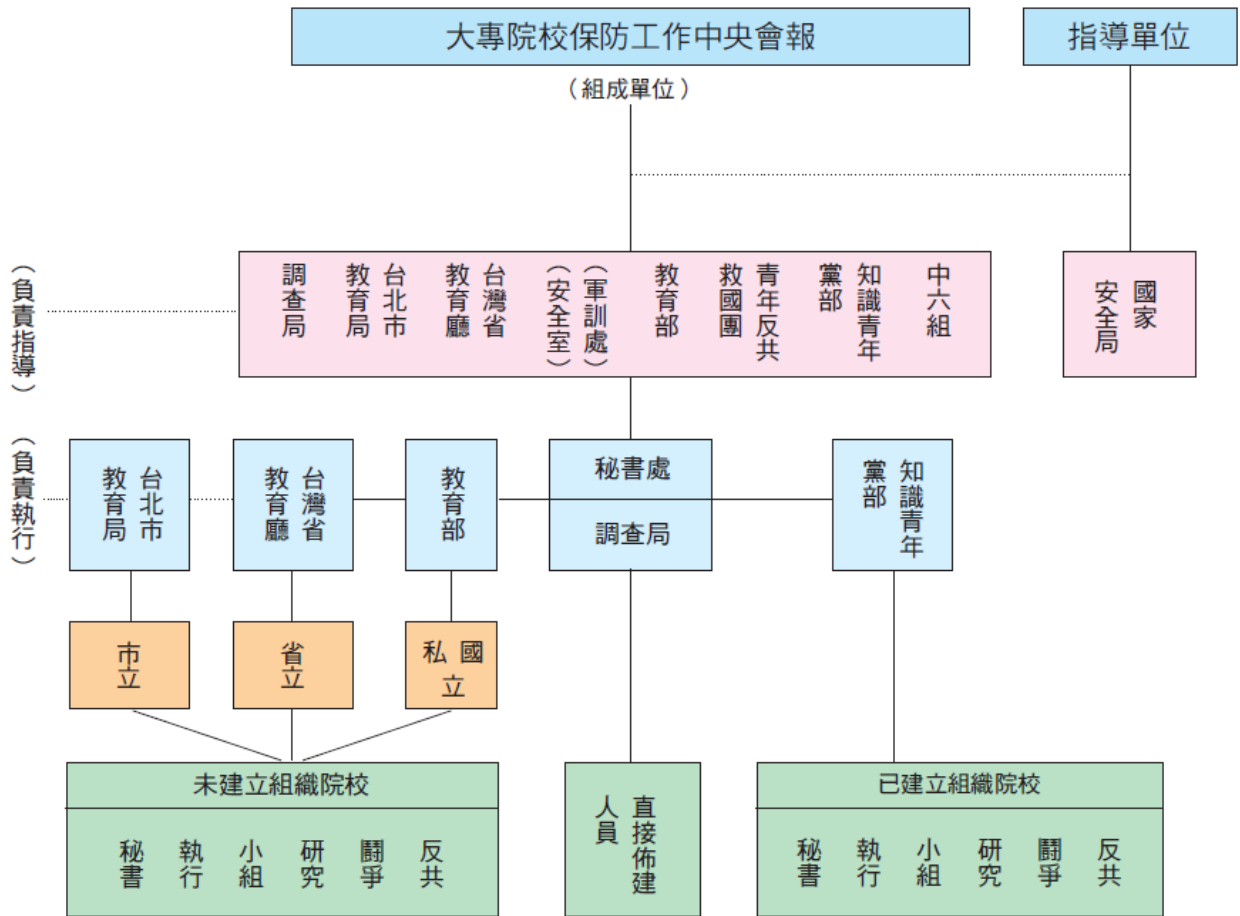 大專院校保防工作中央會報
指導單位
（組成單位）
（負責指導）
中六組
知識青年
黨部
青年反共
救國團
教育部
（軍訓處）
（安全室）
台灣省
教育廳
台北市
教育局
調查局
國家
安全局
（負責執行）
台北市
教育局
台灣省
教育廳
教育部
秘書處
調查局
知識青年
黨部
市立
省立
私國
立
未建立組織院校
反共
鬪爭
研究
小組
執行
秘書
直接佈建
人員
已建立組織院校
反共
鬪爭
研究
小組
執行
秘書